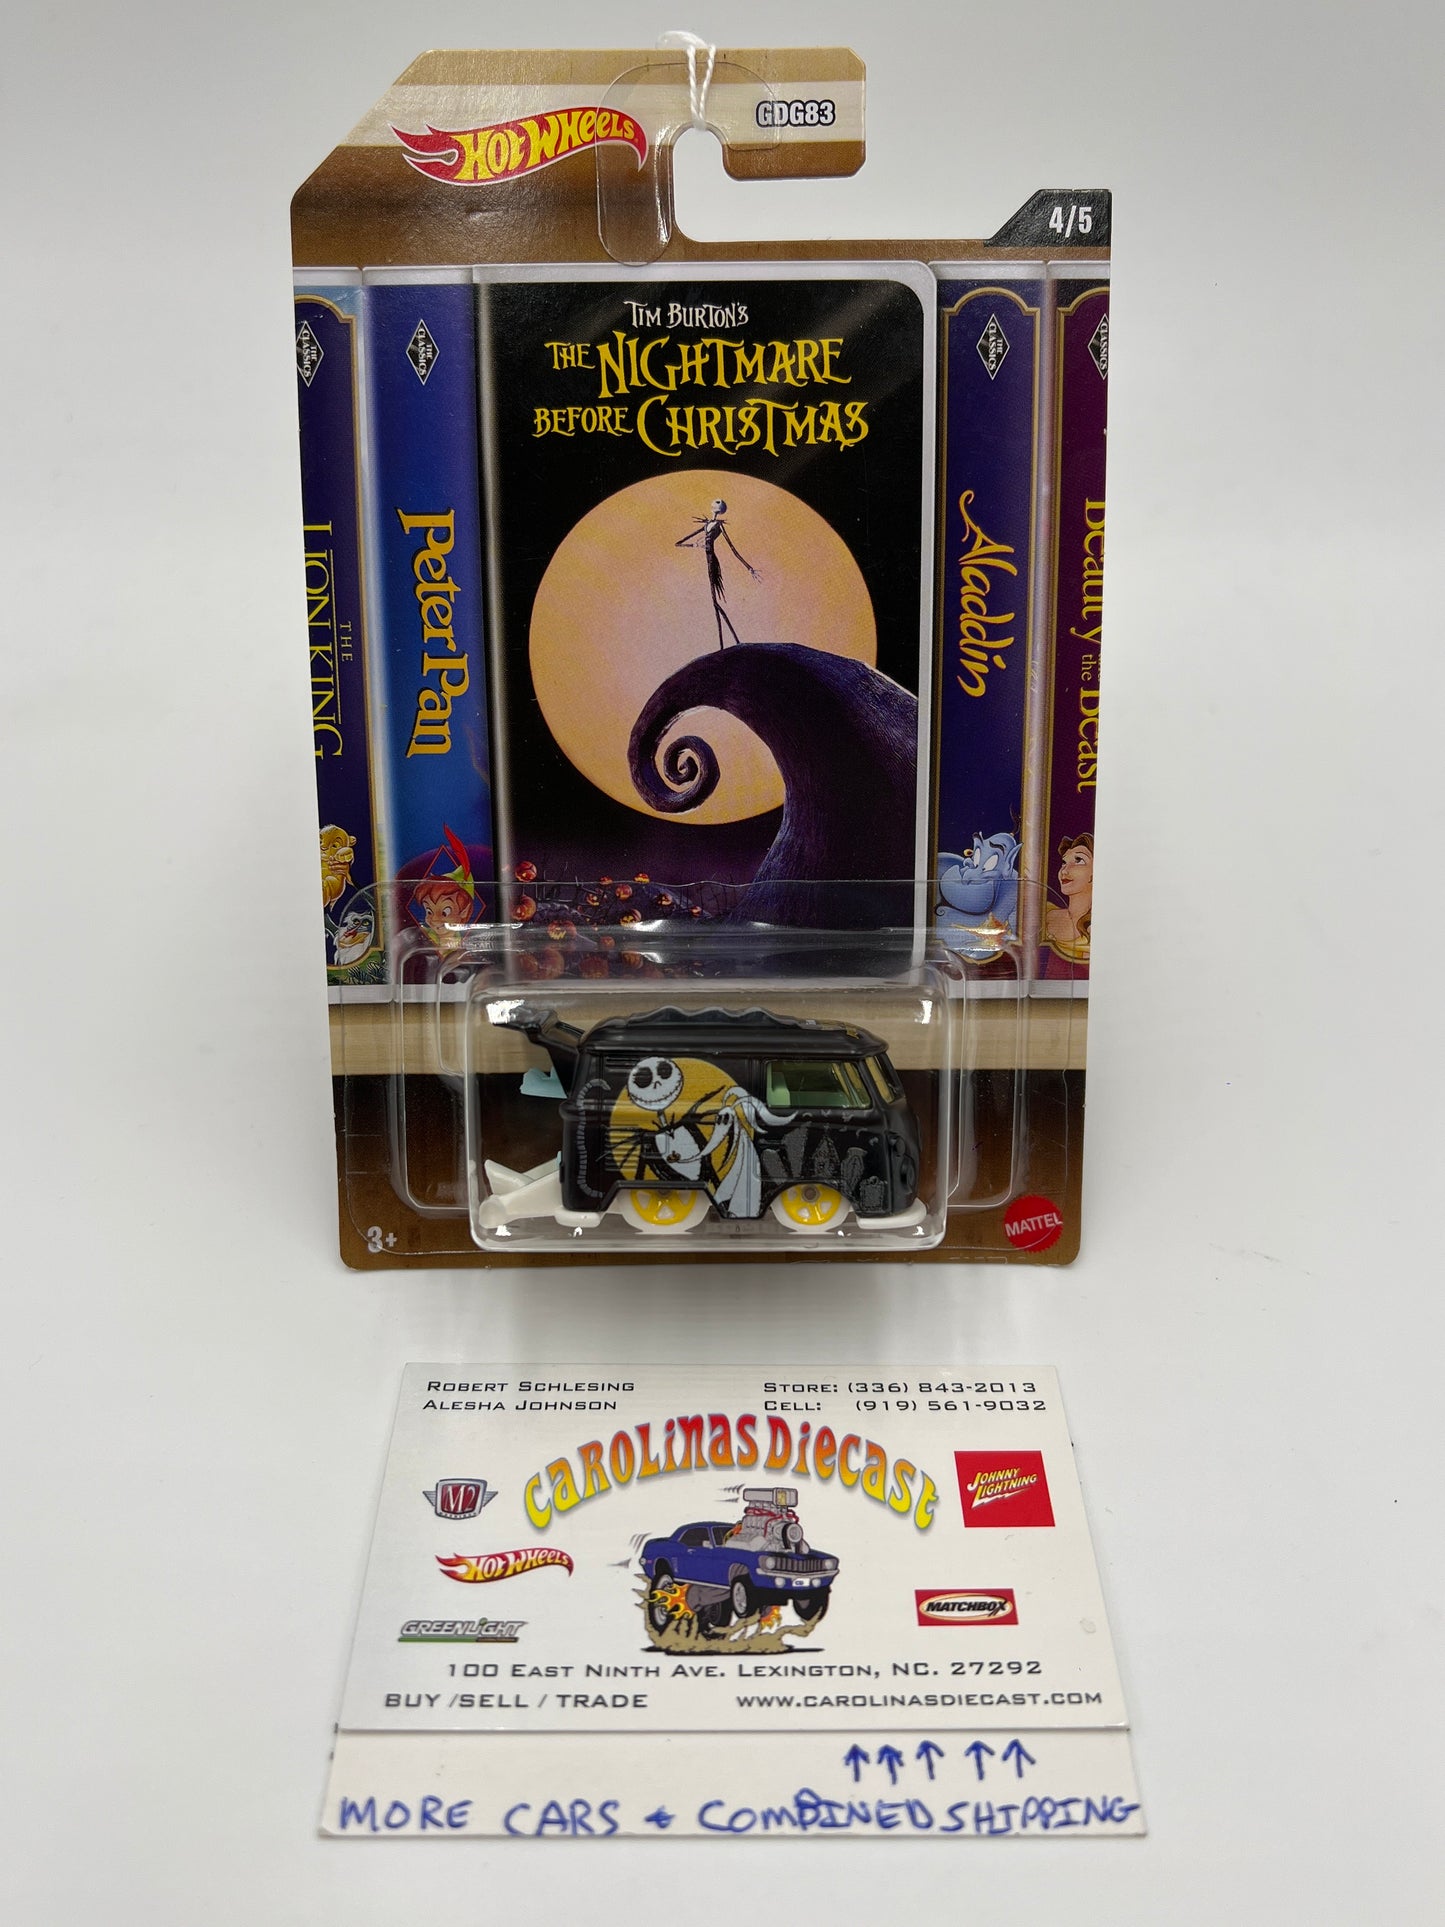 HOT WHEELS
GDG83
4/5
TIM BURTON'S
THE NIGHTMARE
BEFORE CHRISTMAS
THE CLASSICS
THE LION KING
THE CLASSICS
Peter Pan
THE CLASSICS
Aladdin
THE CLASSICS
Beauty and the Beast
3+
MATTEL
ROBERT SCHLESING
ALESHA JOHNSON
STORE: (336) 843-2013
CELL: (919) 561-9032
CAROLINAS DIECAST
M2
JOHNNY LIGHTNING
HOT WHEELS
MATCHBOX
GREENLIGHT
100 EAST NINTH AVE. LEXINGTON, NC. 27292
BUY /SELL / TRADE
WWW.CAROLINASDIECAST.COM
MORE CARS & COMBINED SHIPPING